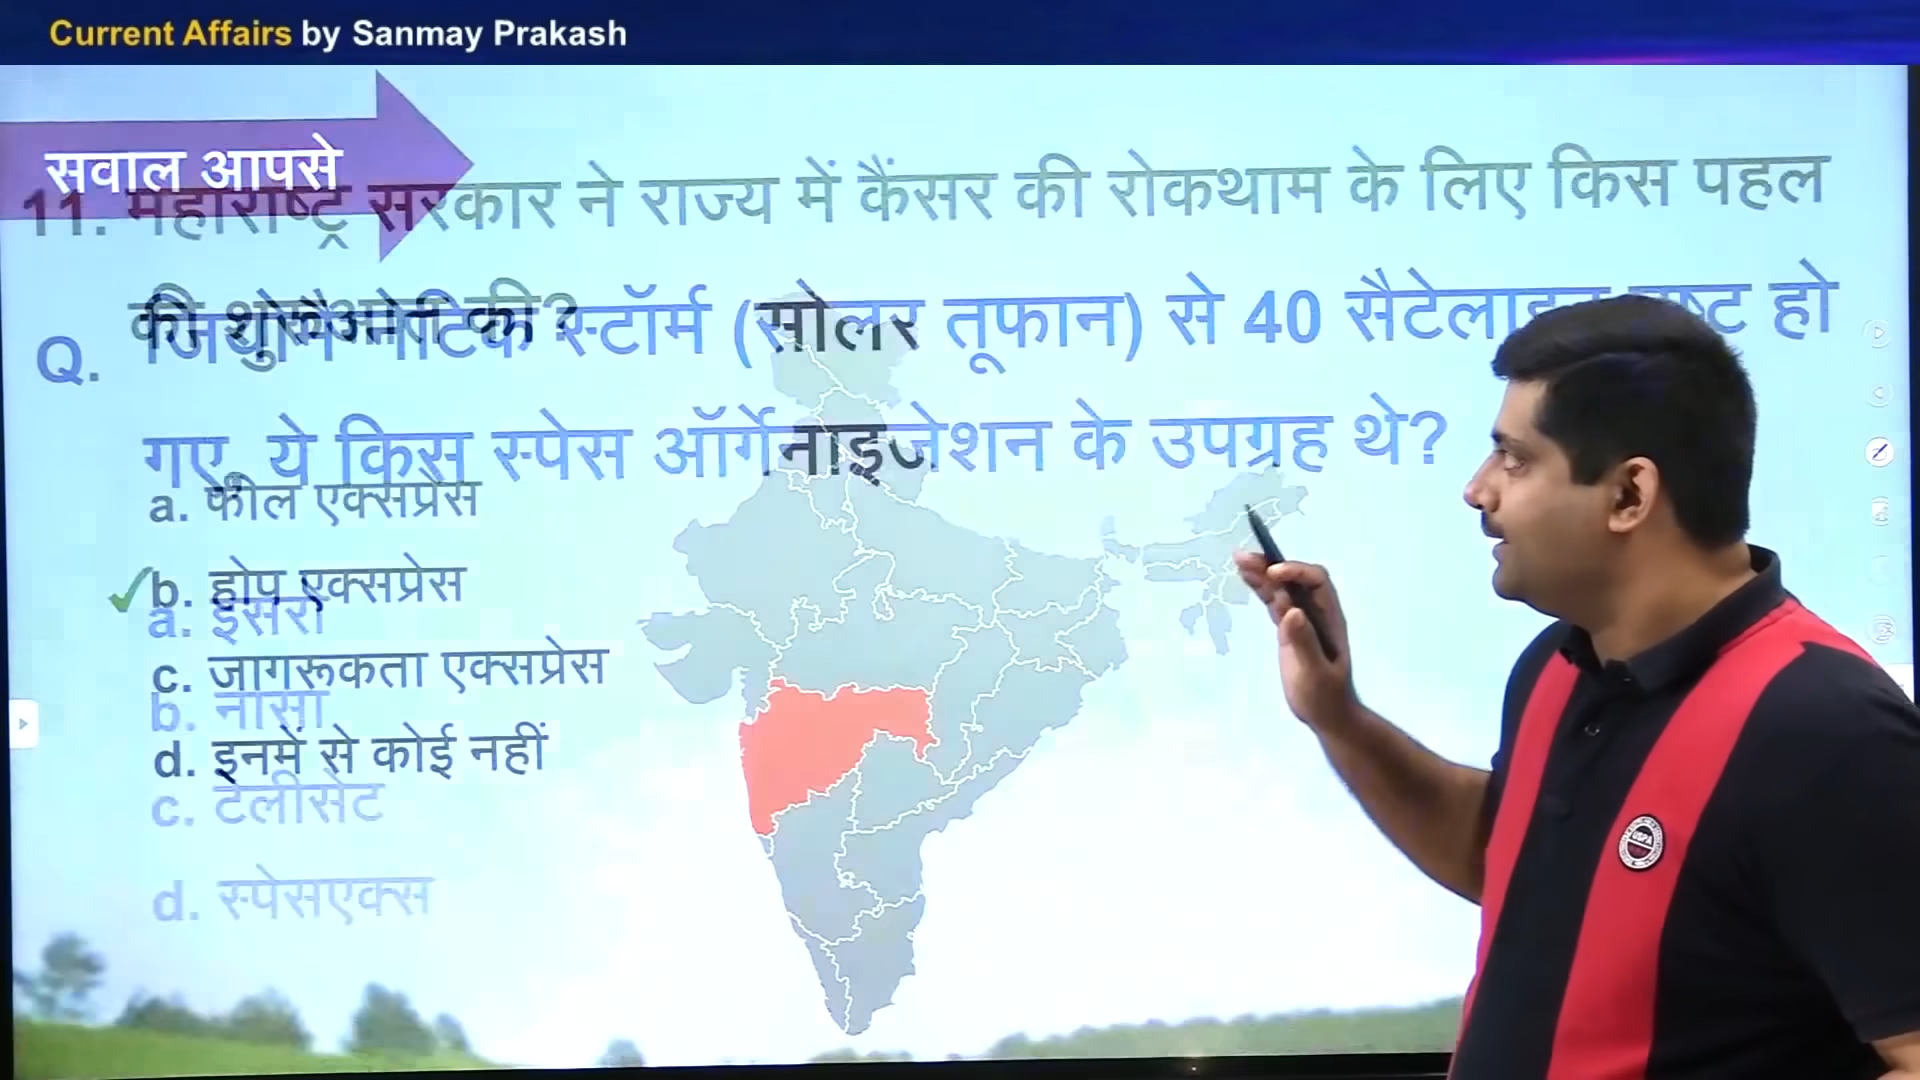 Current Affairs by Sanmay Prakash
सवाल आपसे
11. महाराष्ट्र सरकार ने राज्य में कैंसर की रोकथाम के लिए किस पहल
की शुरुआत की?
Q. जियोमैग्नेटिक स्टॉर्म (सोलर तूफान) से 40 सैटेलाइट नष्ट हो
गए, ये किस स्पेस ऑर्गेनाइजेशन के उपग्रह थे?
a. कील एक्सप्रेस
b. होप एक्सप्रेस
a. इसरो
c. जागरूकता एक्सप्रेस
b. नासा
d. इनमें से कोई नहीं
c. टेलीसेट
d. स्पेसएक्स
USPA